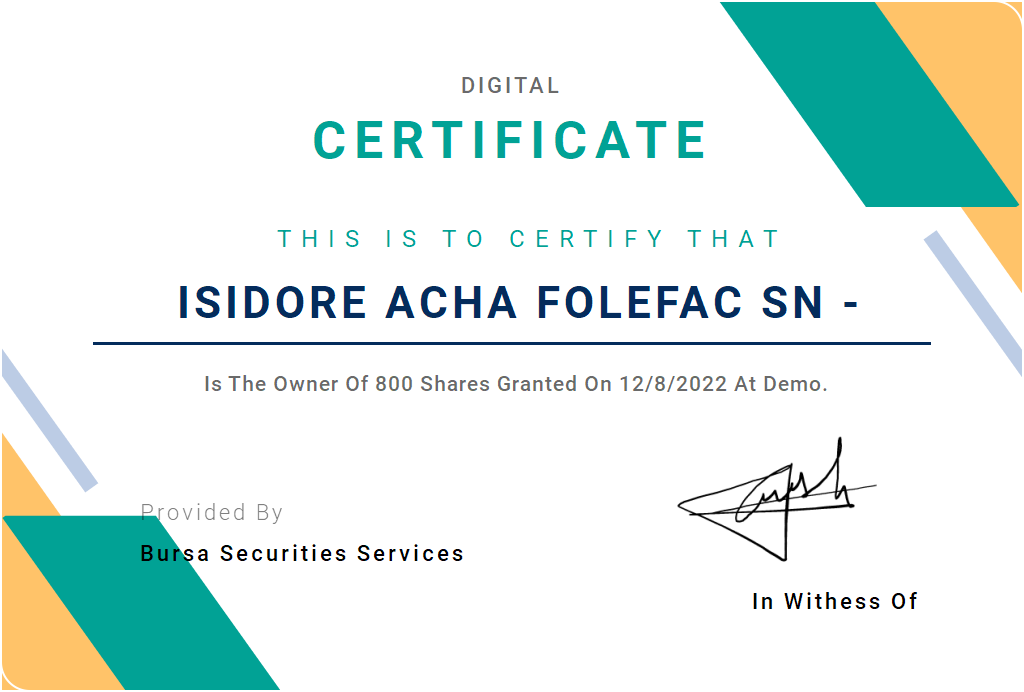 DIGITAL
CERTIFICATE
THIS IS TO CERTIFY THAT
ISIDORE ACHA FOLEFAC SN -
Is The Owner Of 800 Shares Granted On 12/8/2022 At Demo.
Provided By
Bursa Securities Services
In Withess Of